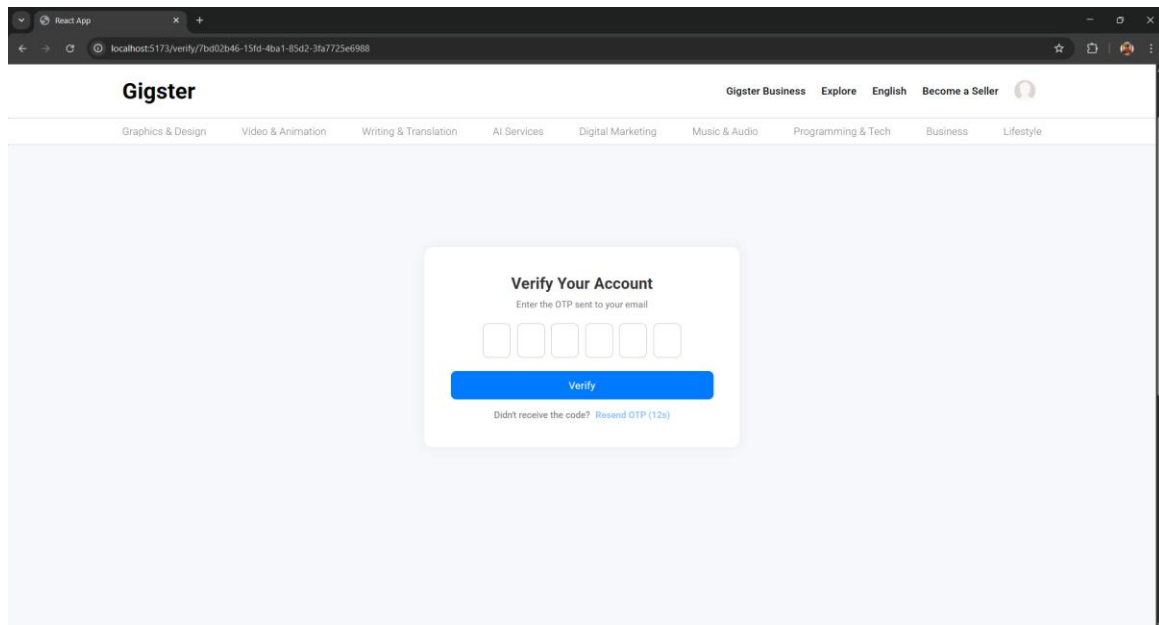 React App
localhost:5173/verify/7bd02b46-15fd-4ba1-85d2-3fa7725e6988
Gigster
Gigster Business Explore English Become a Seller
Graphics & Design Video & Animation Writing & Translation AI Services Digital Marketing Music & Audio Programming & Tech Business Lifestyle
Verify Your Account
Enter the OTP sent to your email
Verify
Didn't receive the code? Resend OTP (12s)